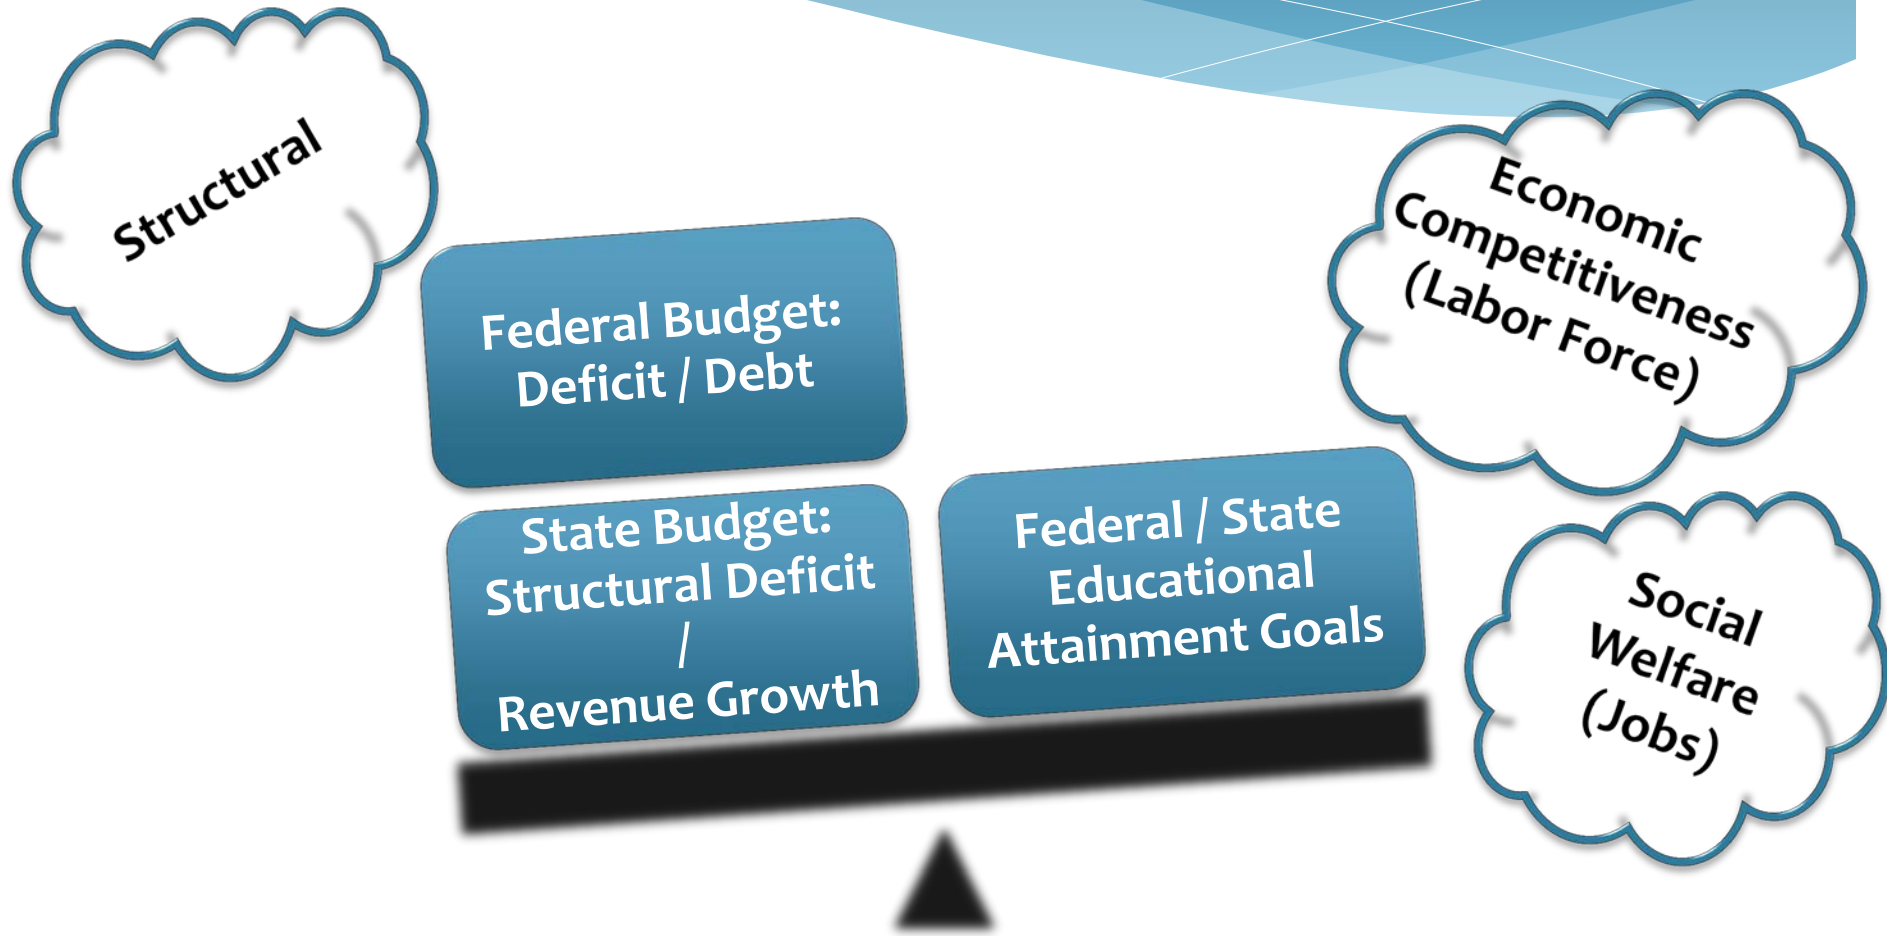 Structural
Federal Budget:
Deficit / Debt
State Budget:
Structural Deficit
/
Revenue Growth
Federal / State
Educational
Attainment Goals
Economic
Competitiveness
(Labor Force)
Social
Welfare
(Jobs)